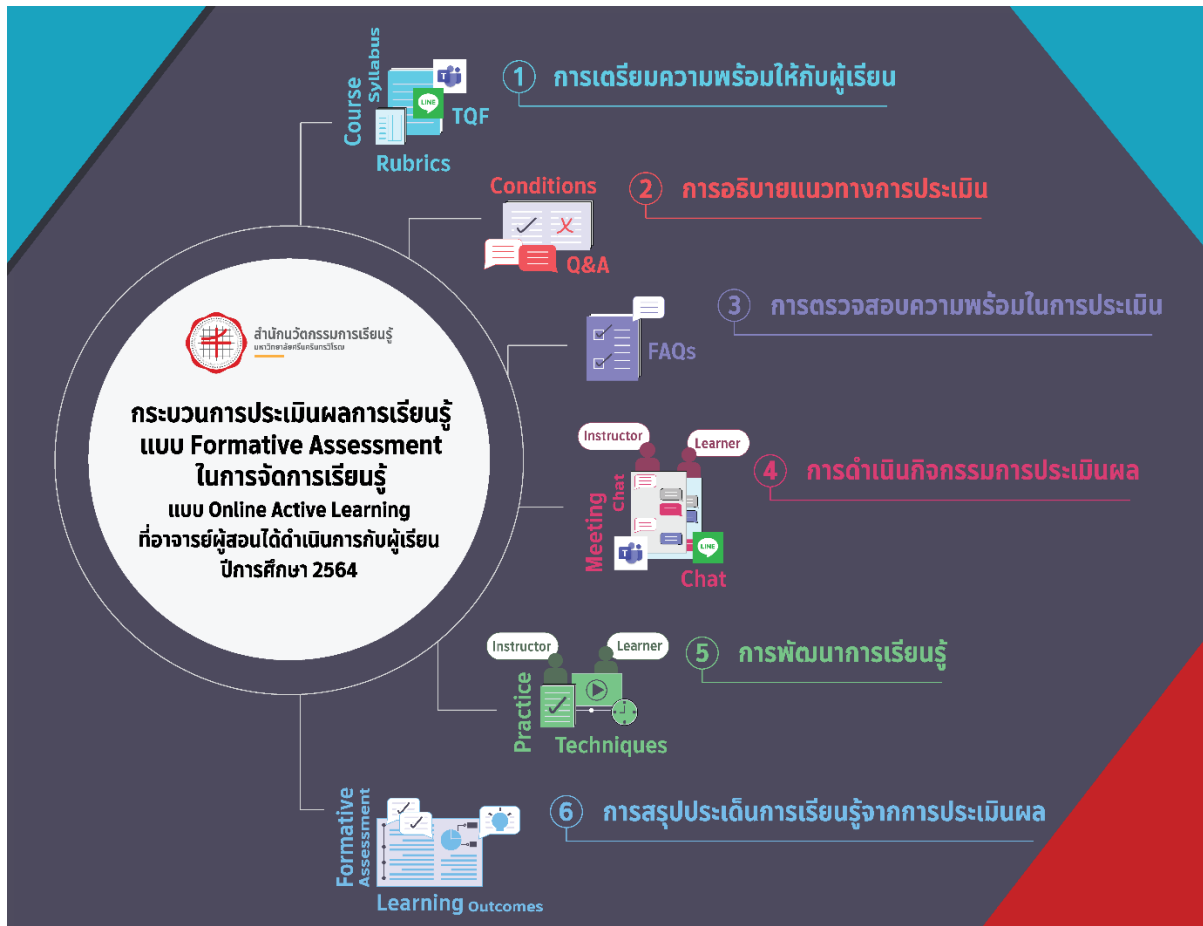 สำนักนวัตกรรมการเรียนรู้
มหาวิทยาลัยศรีนครินทรวิโรฒ
กระบวนการประเมินผลการเรียนรู้
แบบ Formative Assessment
ในการจัดการเรียนรู้
แบบ Online Active Learning
ที่อาจารย์ผู้สอนได้ดำเนินการกับผู้เรียน
ปีการศึกษา 2564
Course
Syllabus
T
LINE
TQF
Rubrics
1 การเตรียมความพร้อมให้กับผู้เรียน
Conditions
Q&A
2 การอธิบายแนวทางการประเมิน
FAQs
3 การตรวจสอบความพร้อมในการประเมิน
Instructor
Learner
Meeting
Chat
T
LINE
Chat
4 การดำเนินกิจกรรมการประเมินผล
Instructor
Learner
Practice
Techniques
5 การพัฒนาการเรียนรู้
Formative
Assessment
Learning Outcomes
6 การสรุปประเด็นการเรียนรู้จากการประเมินผล